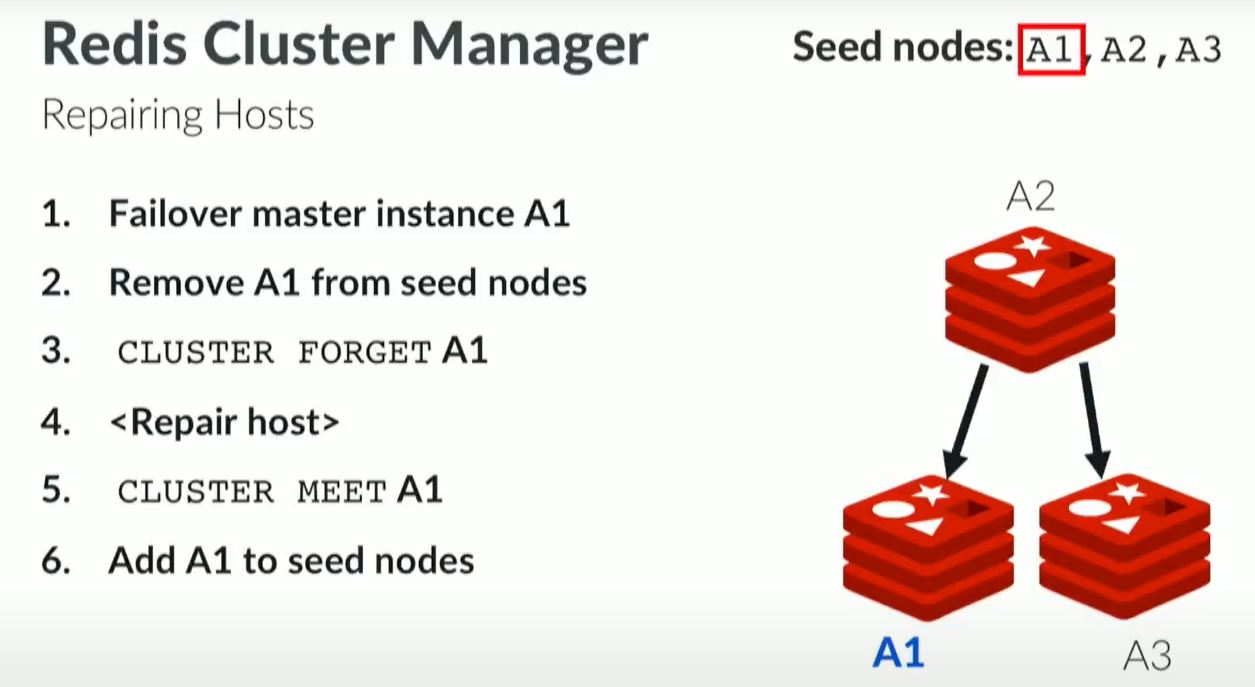 Redis Cluster Manager
Seed nodes: A1, A2, A3
Repairing Hosts
1. Failover master instance A1
2. Remove A1 from seed nodes
3. CLUSTER FORGET A1
4. <Repair host>
5. CLUSTER MEET A1
6. Add A1 to seed nodes
A2
A1
A3